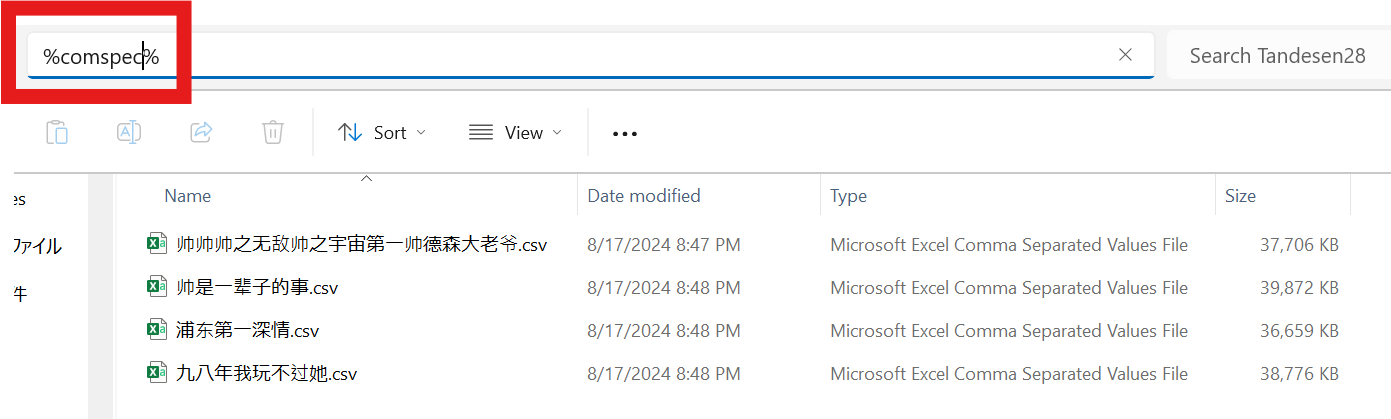 %comspec%
Search Tandesen28
Sort
View
Name
Date modified
Type
Size
es
ファイル
件
帅帅帅之无敌帅之宇宙第一帅德森大老爷.csv 8/17/2024 8:47 PM Microsoft Excel Comma Separated Values File 37,706 KB
帅是一辈子的事.csv 8/17/2024 8:48 PM Microsoft Excel Comma Separated Values File 39,872 KB
浦东第一深情.csv 8/17/2024 8:48 PM Microsoft Excel Comma Separated Values File 36,659 KB
九八年我玩不过她.csv 8/17/2024 8:48 PM Microsoft Excel Comma Separated Values File 38,776 KB